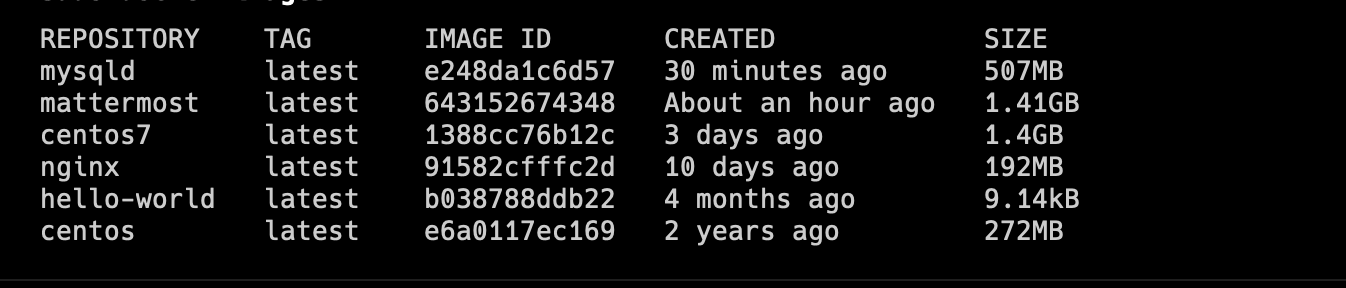 REPOSITORY TAG IMAGE ID CREATED SIZE
mysqld latest e248da1c6d57 30 minutes ago 507MB
mattermost latest 643152674348 About an hour ago 1.41GB
centos7 latest 1388cc76b12c 3 days ago 1.4GB
nginx latest 91582cfffc2d 10 days ago 192MB
hello-world latest b038788ddb22 4 months ago 9.14kB
centos latest e6a0117ec169 2 years ago 272MB